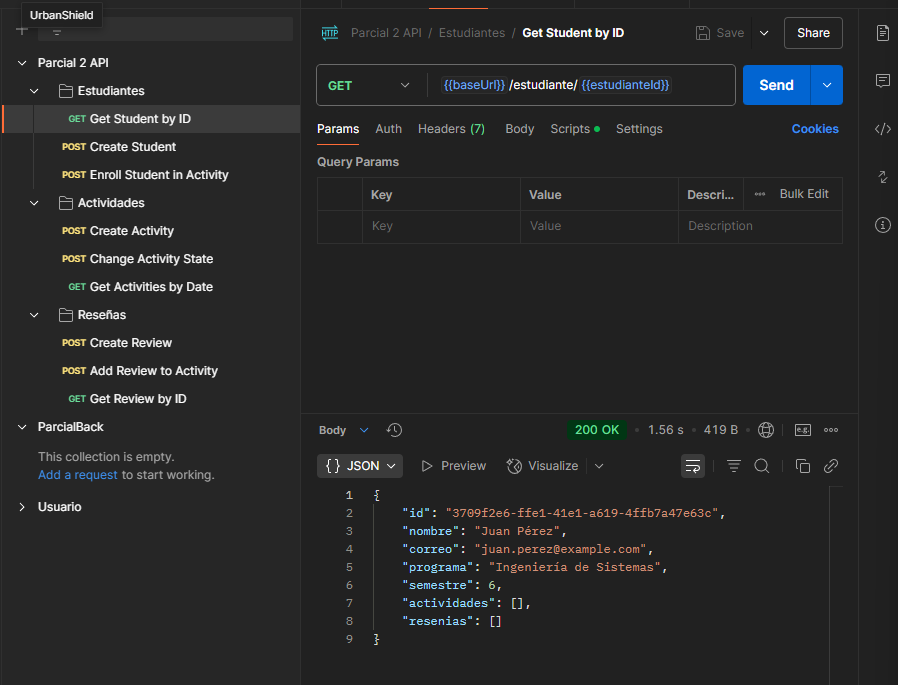 UrbanShield
Parcial 2 API
Estudiantes
GET Get Student by ID
POST Create Student
POST Enroll Student in Activity
Actividades
POST Create Activity
POST Change Activity State
GET Get Activities by Date
Reseñas
POST Create Review
POST Add Review to Activity
GET Get Review by ID
ParcialBack
This collection is empty.
Add a request to start working.
Usuario
HTTP Parcial 2 API / Estudiantes / Get Student by ID Save Share
GET {{baseUrl}} /estudiante/ {{estudianteId}} Send
Params Auth Headers (7) Body Scripts Settings Cookies
Query Params
Key Value Descri... Bulk Edit
Key Value Description
Body 200 OK • 1.56 s • 419 B • e.g.
{} JSON Preview Visualize
1 {
2 "id": "3709f2e6-ffe1-41e1-a619-4ffb7a47e63c",
3 "nombre": "Juan Pérez",
4 "correo": "juan.perez@example.com",
5 "programa": "Ingeniería de Sistemas",
6 "semestre": 6,
7 "actividades": [],
8 "resenias": []
9 }